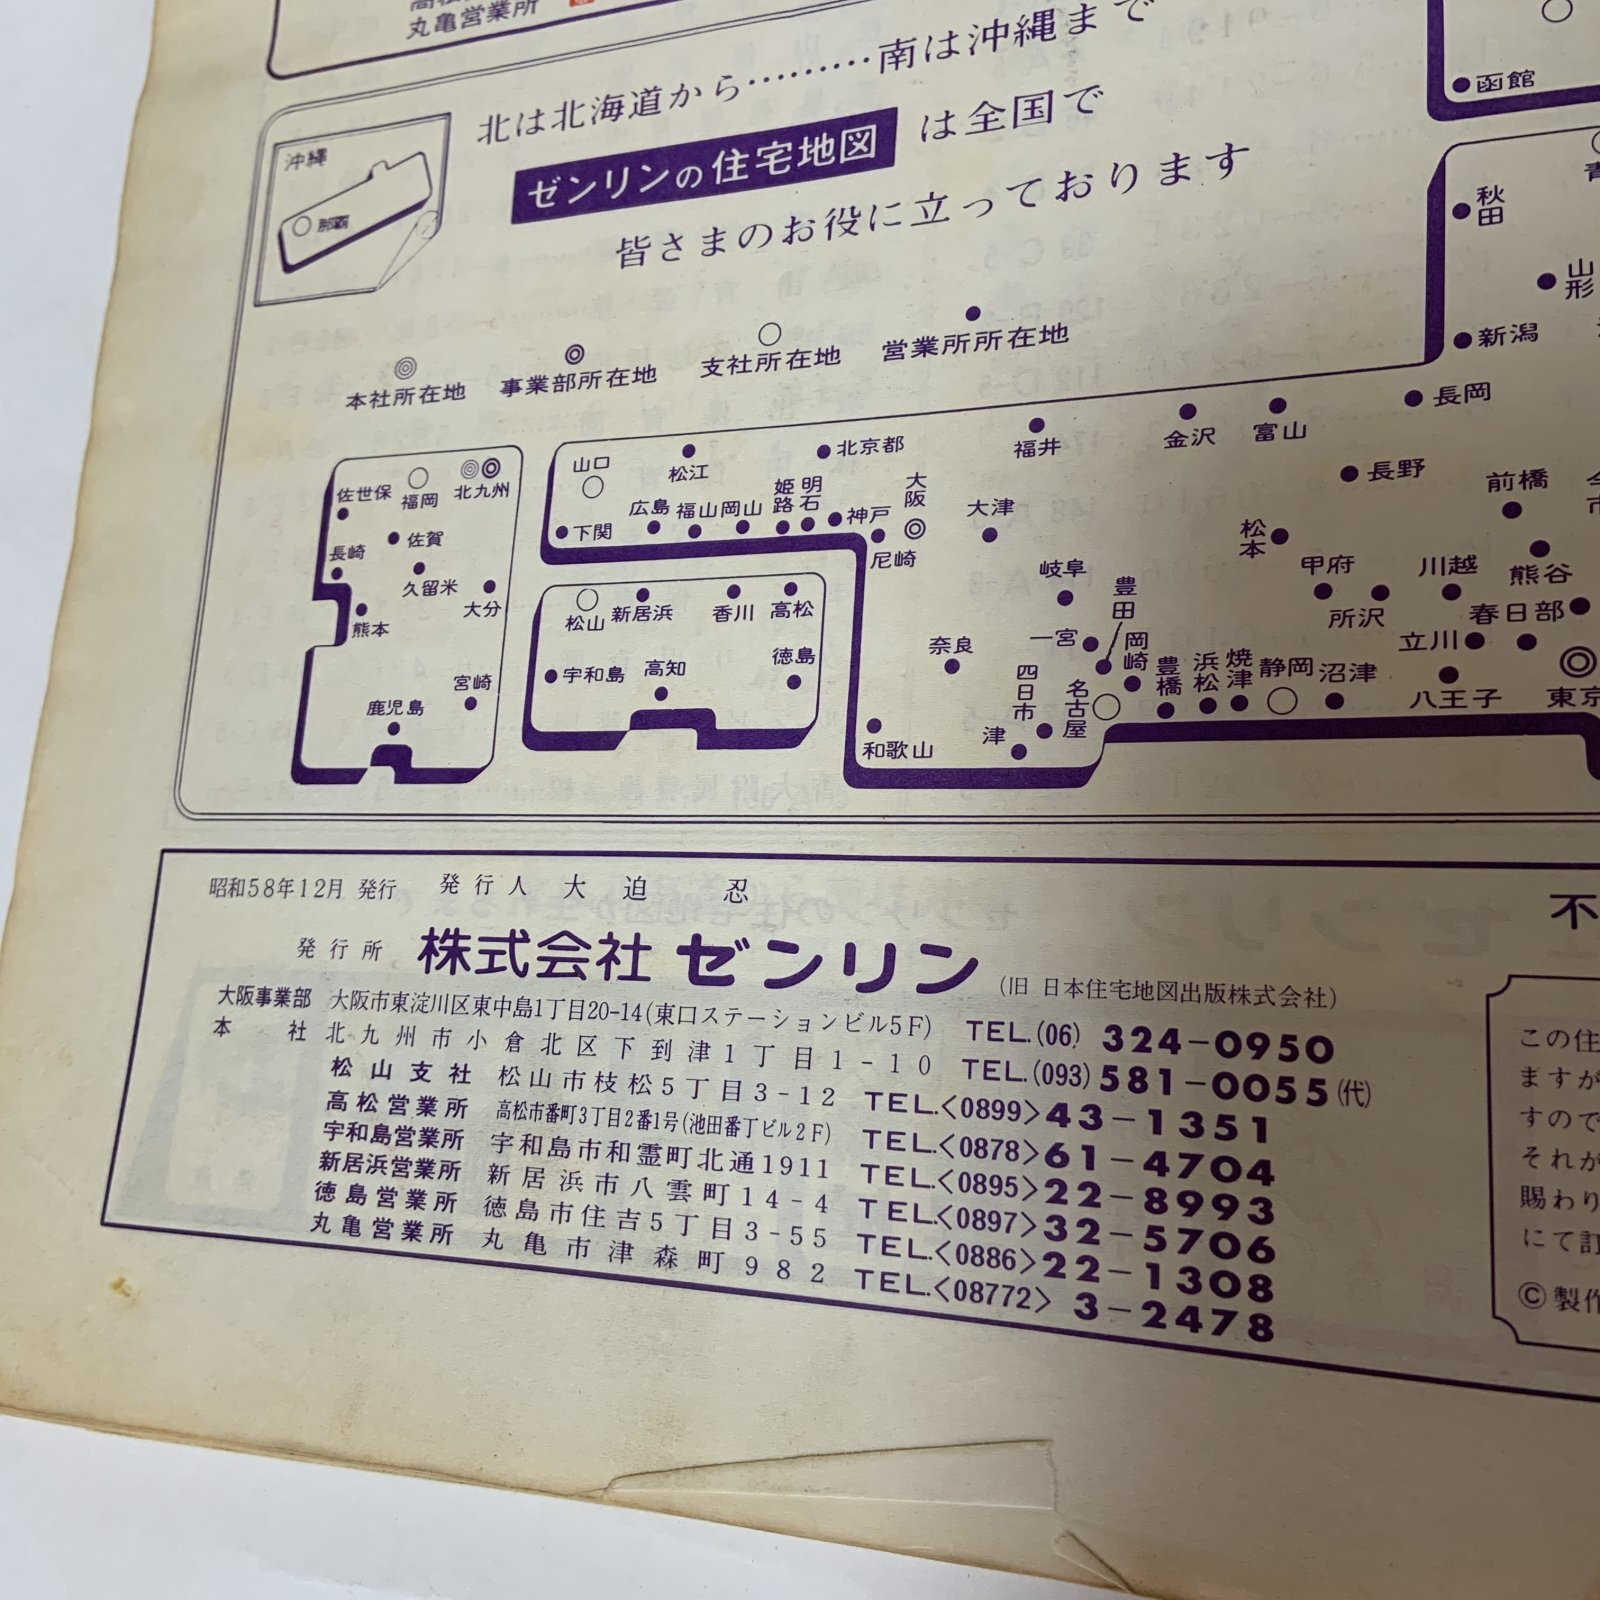 丸亀営業所
北は北海道から………南は沖縄まで
ゼンリンの住宅地図は全国で
皆さまのお役に立っております
沖縄
那覇
本社所在地
事業部所在地
支社所在地
営業所所在地
函館
秋田
山形
新潟
長岡
富山
金沢
福井
北京都
松江
山口
下関
広島
福山
岡山
姫路
明石
神戸
大阪
尼崎
大津
長野
前橋
松本
甲府
所沢
川越
熊谷
春日部
立川
八王子
東京
岐阜
豊田
一宮
岡崎
奈良
四日市
津
名古屋
豊橋
浜松
焼津
静岡
沼津
和歌山
佐世保
福岡
北九州
長崎
佐賀
久留米
大分
熊本
宮崎
鹿児島
松山
新居浜
香川
高松
宇和島
高知
徳島
昭和58年12月 発行 発行人 大迫 忍
発行所 株式会社 ゼンリン (旧 日本住宅地図出版株式会社)
大阪事業部 大阪市東淀川区東中島1丁目20-14(東口ステーションビル5F) TEL.(06) 324-0950
本社 北九州市小倉北区下到津1丁目1-10 TEL.(093)581-0055(代)
松山支社 松山市枝松5丁目3-12 TEL.<0899>43-1351
高松営業所 高松市番町3丁目2番1号(池田番丁ビル2F) TEL.<0878>61-4704
宇和島営業所 宇和島市和霊町北通1911 TEL.<0895>22-8993
新居浜営業所 新居浜市八雲町14-4 TEL.<0897>32-5706
徳島営業所 徳島市住吉5丁目3-55 TEL.<0886>22-1308
丸亀営業所 丸亀市津森町982 TEL.<08772>3-2478
不
この住
ますが
すので
それが
賜わり
にて訂
©製作